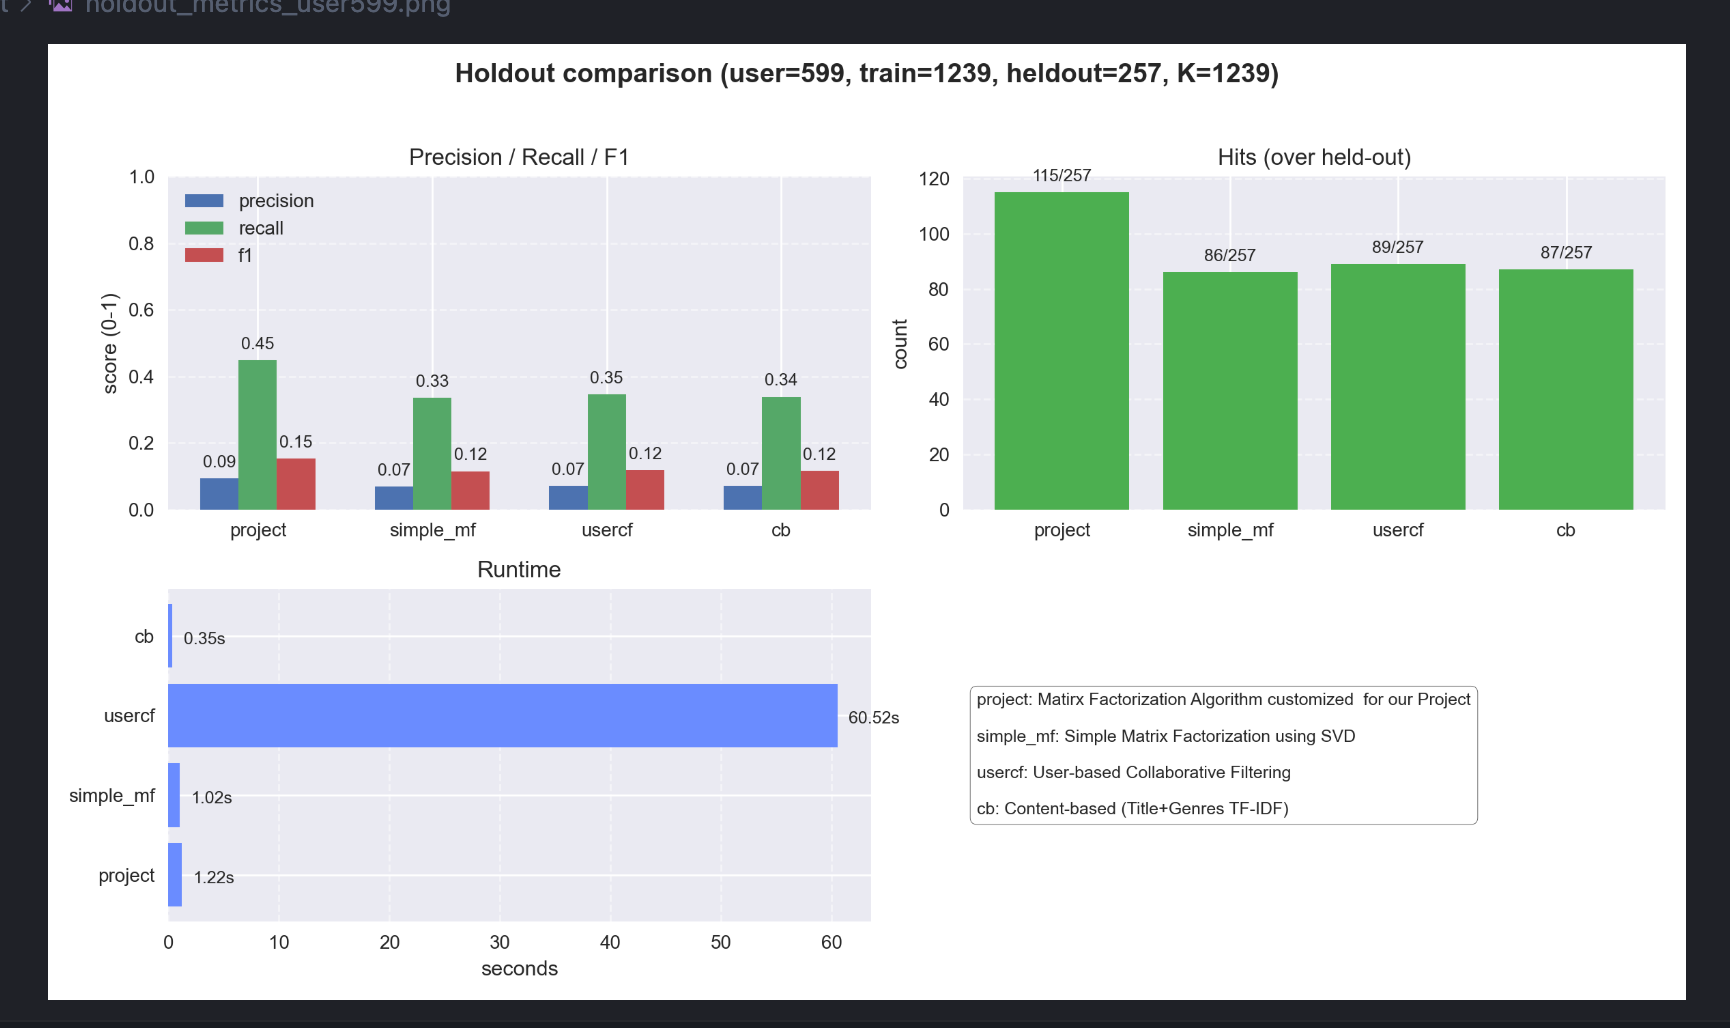 t > holdout_metrics_user599.png
Holdout comparison (user=599, train=1239, heldout=257, K=1239)
Precision / Recall / F1
1.0
0.8
0.6
0.4
0.2
0.0
score (0-1)
precision
recall
f1
0.09
0.45
0.15
0.07
0.33
0.12
0.07
0.35
0.12
0.07
0.34
0.12
project
simple_mf
usercf
cb
Hits (over held-out)
120
100
80
60
40
20
0
count
115/257
86/257
89/257
87/257
project
simple_mf
usercf
cb
Runtime
cb
0.35s
usercf
60.52s
simple_mf
1.02s
project
1.22s
0
10
20
30
40
50
60
seconds
project: Matirx Factorization Algorithm customized  for our Project
simple_mf: Simple Matrix Factorization using SVD
usercf: User-based Collaborative Filtering
cb: Content-based (Title+Genres TF-IDF)